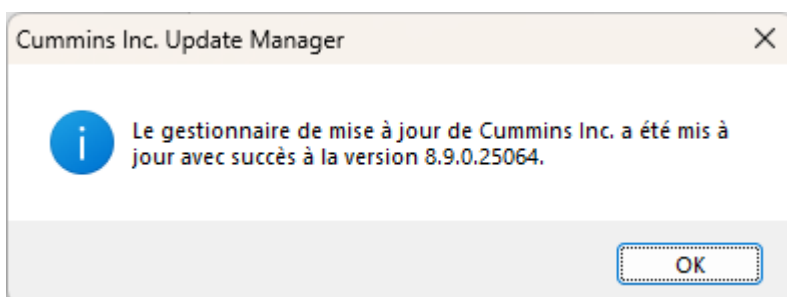 Cummins Inc. Update Manager
Le gestionnaire de mise à jour de Cummins Inc. a été mis à
jour avec succès à la version 8.9.0.25064.
OK